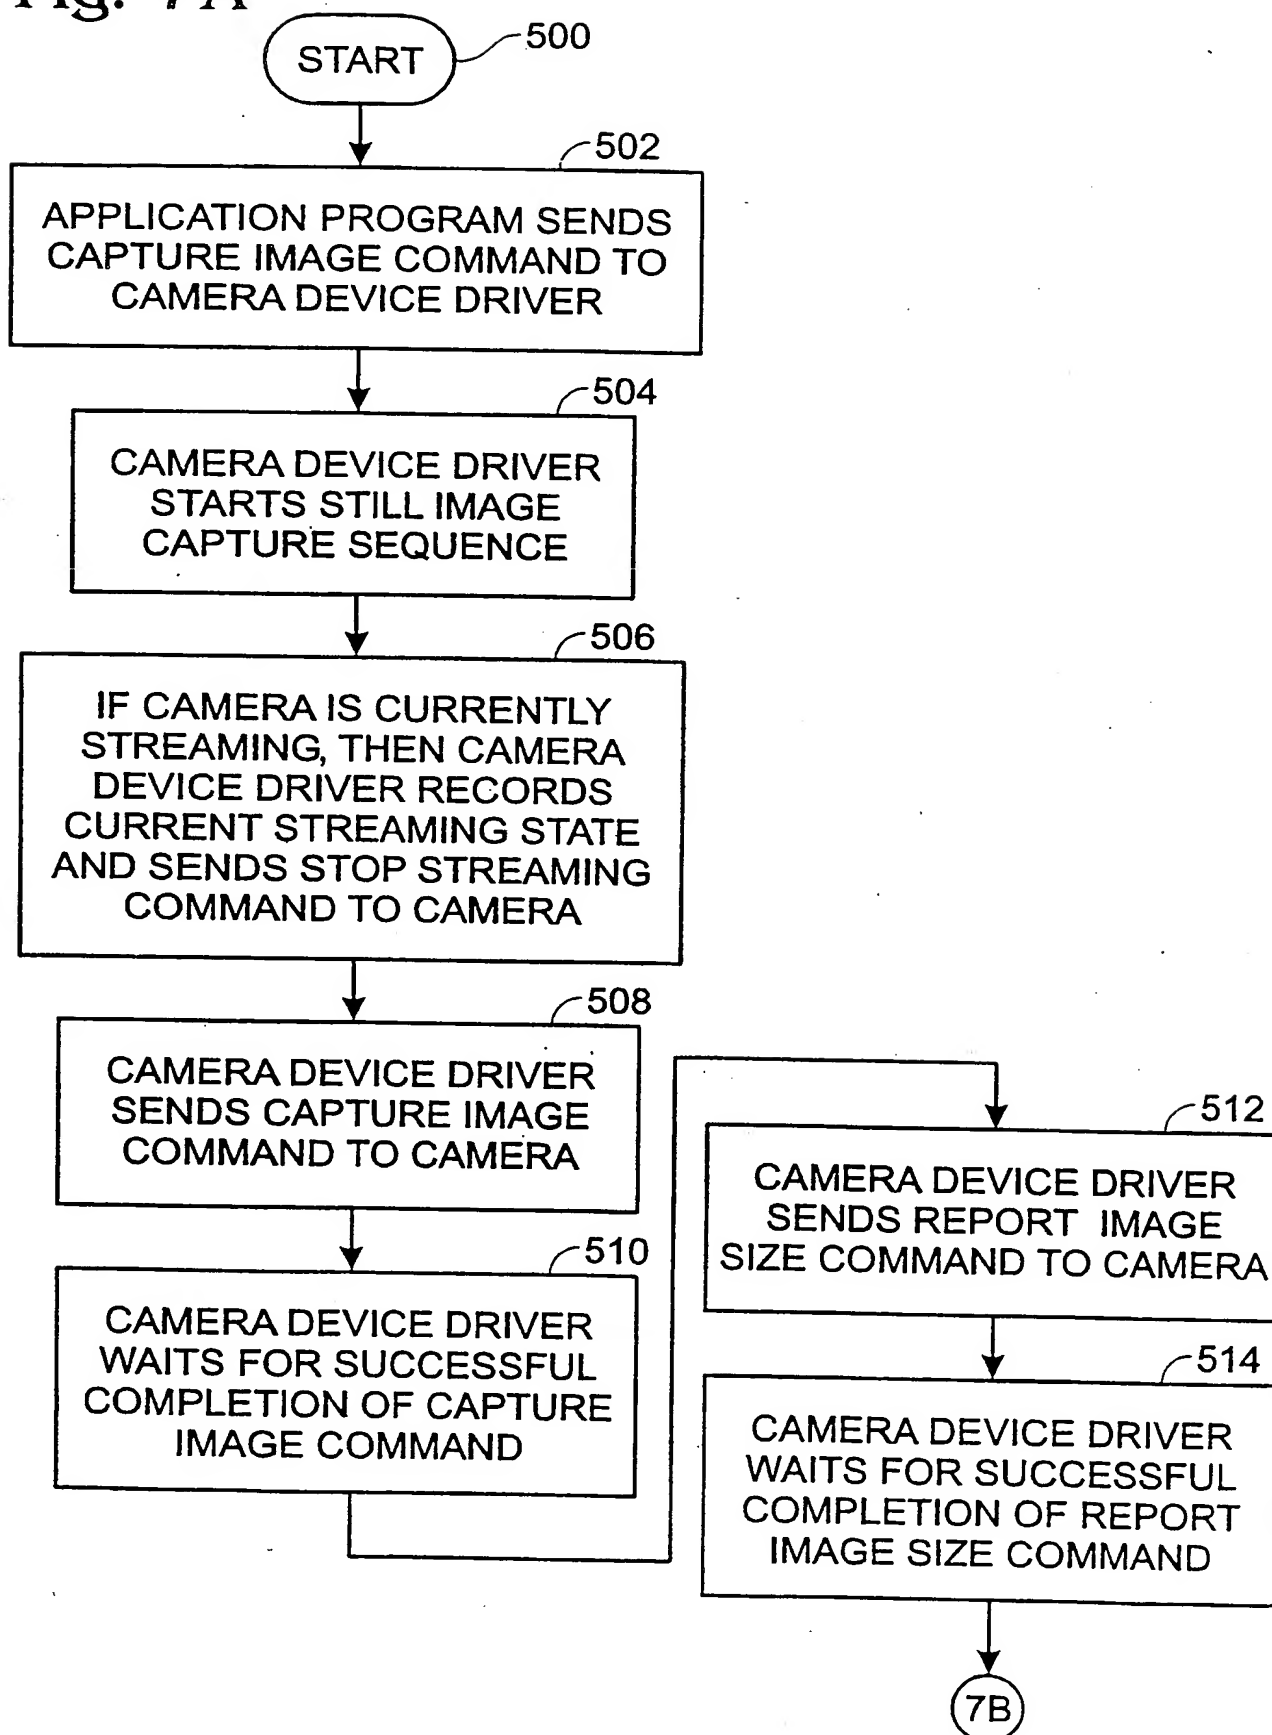 Fig. 7A
START
500
502
APPLICATION PROGRAM SENDS
CAPTURE IMAGE COMMAND TO
CAMERA DEVICE DRIVER
504
CAMERA DEVICE DRIVER
STARTS STILL IMAGE
CAPTURE SEQUENCE
506
IF CAMERA IS CURRENTLY
STREAMING, THEN CAMERA
DEVICE DRIVER RECORDS
CURRENT STREAMING STATE
AND SENDS STOP STREAMING
COMMAND TO CAMERA
508
CAMERA DEVICE DRIVER
SENDS CAPTURE IMAGE
COMMAND TO CAMERA
510
CAMERA DEVICE DRIVER
WAITS FOR SUCCESSFUL
COMPLETION OF CAPTURE
IMAGE COMMAND
512
CAMERA DEVICE DRIVER
SENDS REPORT IMAGE
SIZE COMMAND TO CAMERA
514
CAMERA DEVICE DRIVER
WAITS FOR SUCCESSFUL
COMPLETION OF REPORT
IMAGE SIZE COMMAND
7B